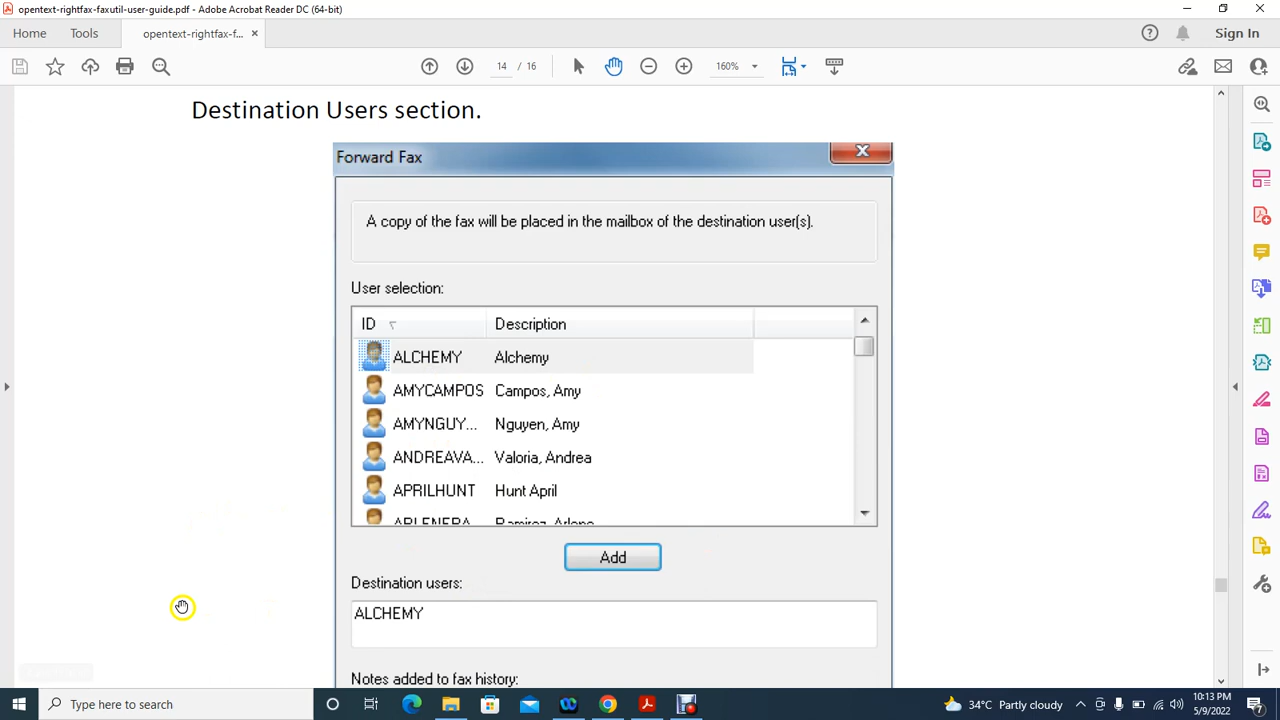 opentext-rightfax-faxutil-user-guide.pdf - Adobe Acrobat Reader DC (64-bit)
Home
Tools
opentext-rightfax-f...
Sign In
14 / 16
160%
Destination Users section.
Forward Fax
A copy of the fax will be placed in the mailbox of the destination user(s).
User selection:
ID Description
ALCHEMY Alchemy
AMYCAMPOS Campos, Amy
AMYNGUY... Nguyen, Amy
ANDREAVA... Valoria, Andrea
APRILHUNT Hunt April
ARLENERA Ramirez, Arlene
Add
Destination users:
ALCHEMY
Notes added to fax history:
Type here to search
34°C Partly cloudy
10:13 PM
5/9/2022
7